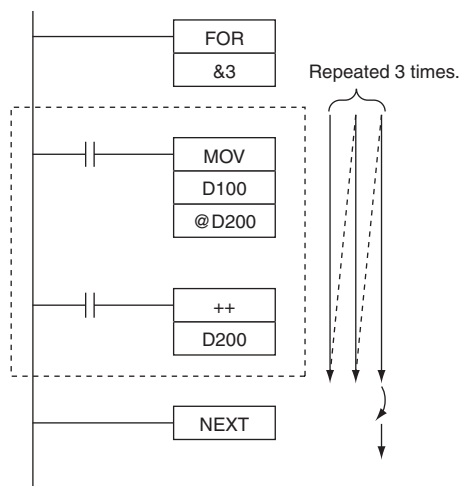 FOR
&3
Repeated 3 times.
MOV
D100
@D200
++
D200
NEXT